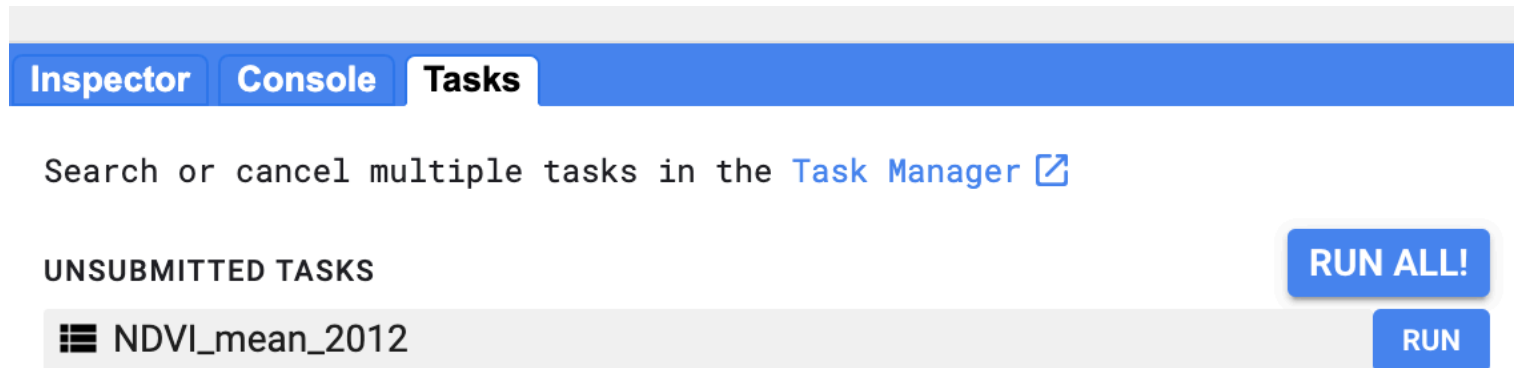 Inspector Console Tasks
Search or cancel multiple tasks in the Task Manager
UNSUBMITTED TASKS
RUN ALL!
NDVI_mean_2012
RUN